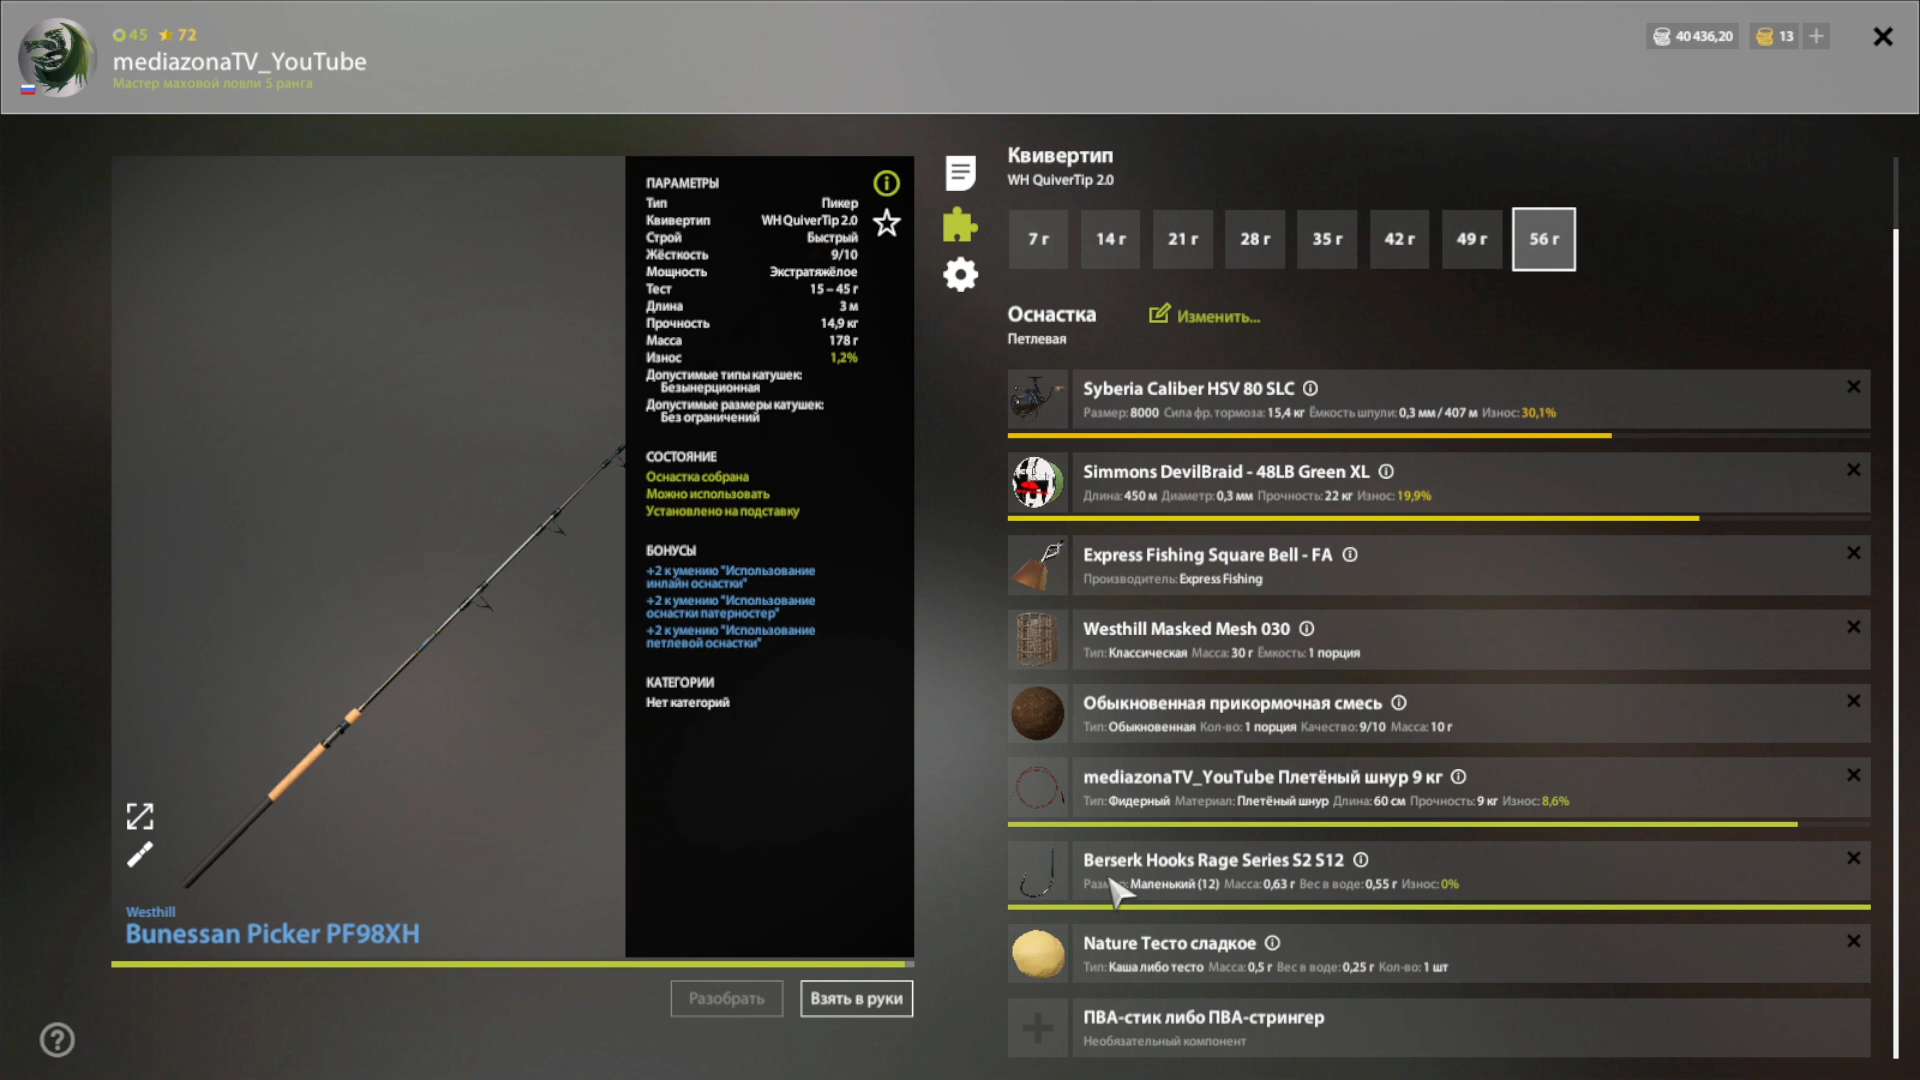 45 72
mediazonaTV_YouTube
Мастер маховой ловли 5 ранга
40 436,20 13
ПАРАМЕТРЫ
Тип Пикер
Квивертип WH QuiverTip 2.0
Строй Быстрый
Жёсткость 9/10
Мощность Экстратяжёлое
Тест 15 – 45 г
Длина 3 м
Прочность 14,9 кг
Масса 178 г
Износ 1,2%
Допустимые типы катушек:
Безынерционная
Допустимые размеры катушек:
Без ограничений
СОСТОЯНИЕ
Оснастка собрана
Можно использовать
Установлено на подставку
БОНУСЫ
+2 к умению "Использование
инлайн оснастки"
+2 к умению "Использование
оснастки патерностер"
+2 к умению "Использование
петлевой оснастки"
КАТЕГОРИИ
Нет категорий
Westhill
Bunessan Picker PF98XH
Разобрать Взять в руки
Квивертип
WH QuiverTip 2.0
7 г 14 г 21 г 28 г 35 г 42 г 49 г 56 г
Оснастка Изменить...
Петлевая
Syberia Caliber HSV 80 SLC
Размер: 8000 Сила фр. тормоза: 15,4 кг Ёмкость шпули: 0,3 мм / 407 м Износ: 30,1%
Simmons DevilBraid - 48LB Green XL
Длина: 450 м Диаметр: 0,3 мм Прочность: 22 кг Износ: 19,9%
Express Fishing Square Bell - FA
Производитель: Express Fishing
Westhill Masked Mesh 030
Тип: Классическая Масса: 30 г Ёмкость: 1 порция
Обыкновенная прикормочная смесь
Тип: Обыкновенная Кол-во: 1 порция Качество: 9/10 Масса: 10 г
mediazonaTV_YouTube Плетёный шнур 9 кг
Тип: Фидерный Материал: Плетёный шнур Длина: 60 см Прочность: 9 кг Износ: 8,6%
Berserk Hooks Rage Series S2 S12
Размер: Маленький (12) Масса: 0,63 г Вес в воде: 0,55 г Износ: 0%
Nature Тесто сладкое
Тип: Каша либо тесто Масса: 0,5 г Вес в воде: 0,25 г Кол-во: 1 шт
ПВА-стик либо ПВА-стрингер
Необязательный компонент